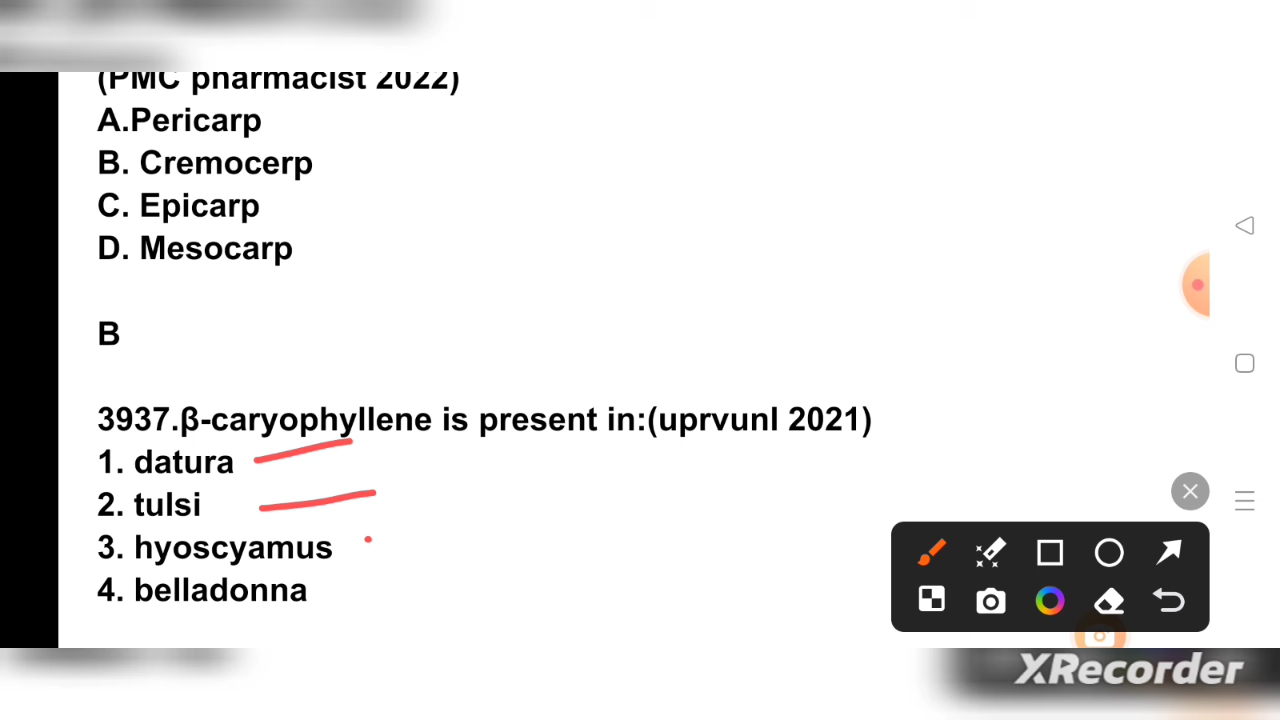 (PMC pharmacist 2022)
A.Pericarp
B. Cremocerp
C. Epicarp
D. Mesocarp
B
3937.β-caryophyllene is present in:(uprvunl 2021)
1. datura
2. tulsi
3. hyoscyamus
4. belladonna
XRecorder